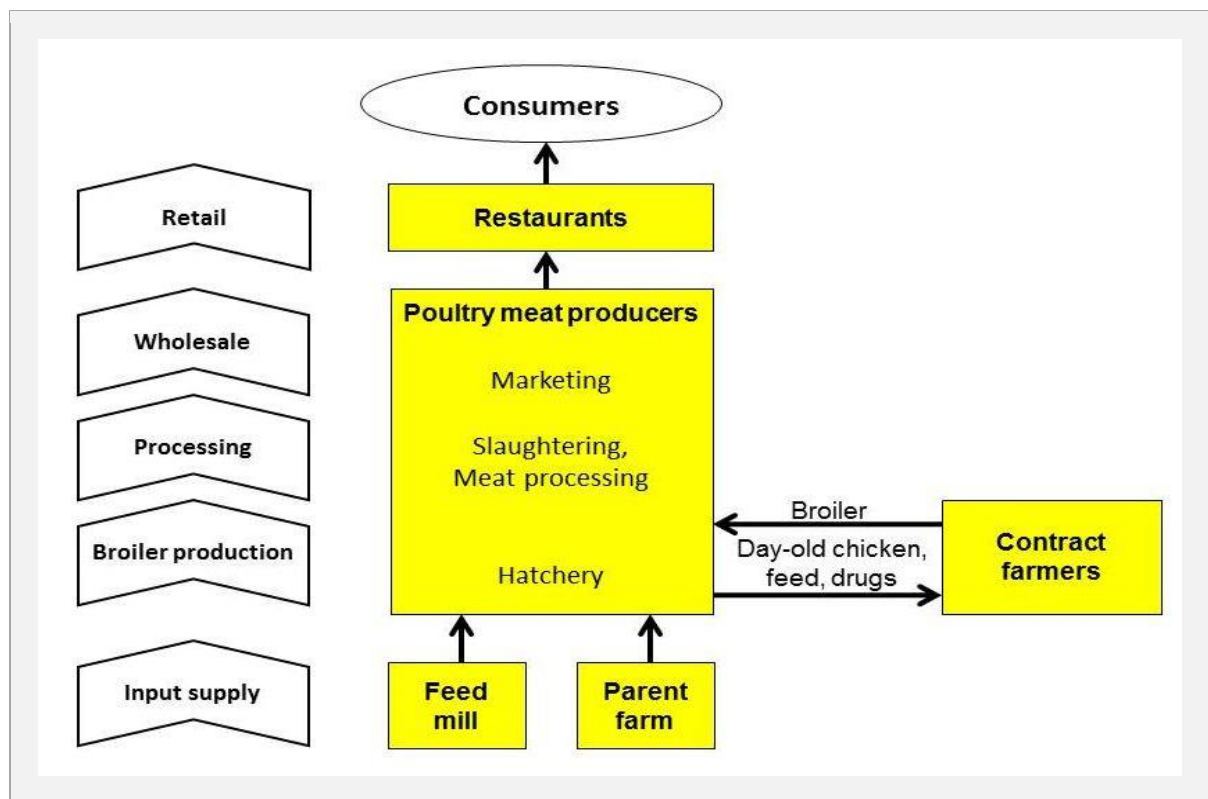 Consumers
Retail
Restaurants
Poultry meat producers
Wholesale
Marketing
Processing
Slaughtering,
Meat processing
Broiler production
Hatchery
Broiler
Day-old chicken,
feed, drugs
Contract
farmers
Input supply
Feed
mill
Parent
farm